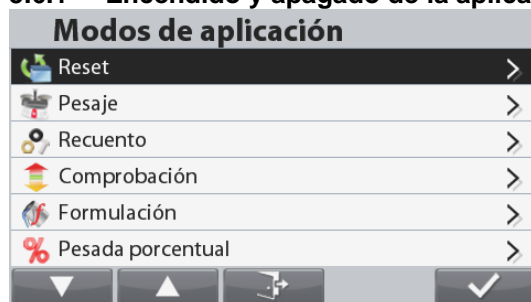 Encendido y apagado de la aplica
Modos de aplicación
Reset
Pesaje
Recuento
Comprobación
Formulación
Pesada porcentual